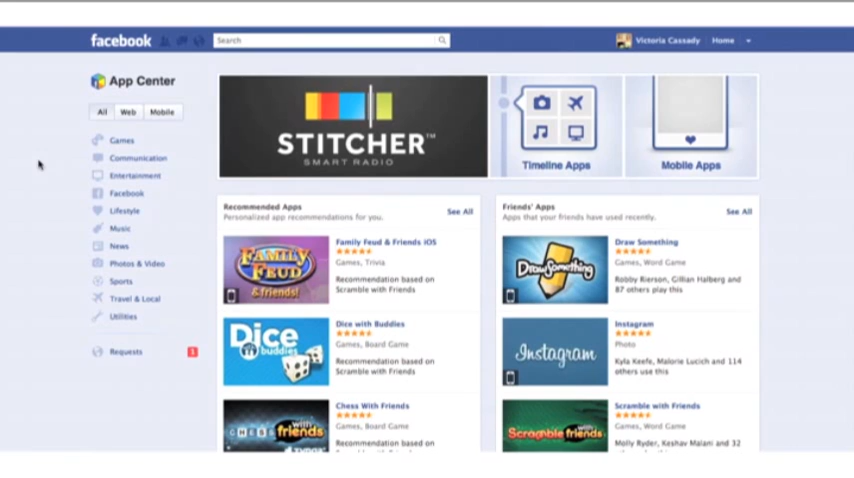 facebook
Search
Victoria Cassady
Home
App Center
All
Web
Mobile
Games
Communication
Entertainment
Facebook
Lifestyle
Music
News
Photos & Video
Sports
Travel & Local
Utilities
Requests
1
STITCHER™
SMART RADIO
Timeline Apps
Mobile Apps
Recommended Apps
See All
Personalized app recommendations for you.
FAMILY
FEUD
& friends!
Family Feud & Friends iOS
Games, Trivia
Recommendation based on
Scramble with Friends
Dice
with
buddies
Dice with Buddies
Games, Board Game
Recommendation based on
Scramble with Friends
CHESS with friends
Chess With Friends
Games, Board Game
Recommendation based on
Friends' Apps
See All
Apps that your friends have used recently.
DrawSomething
Draw Something
Games, Word Game
Robby Rierson, Gillian Halberg and
87 others play this
Instagram
Instagram
Photo
Kyla Keefe, Malorie Lucich and 114
others use this
Scramble with friends
Scramble with Friends
Games, Word Game
Molly Ryder, Keshav Malani and 32